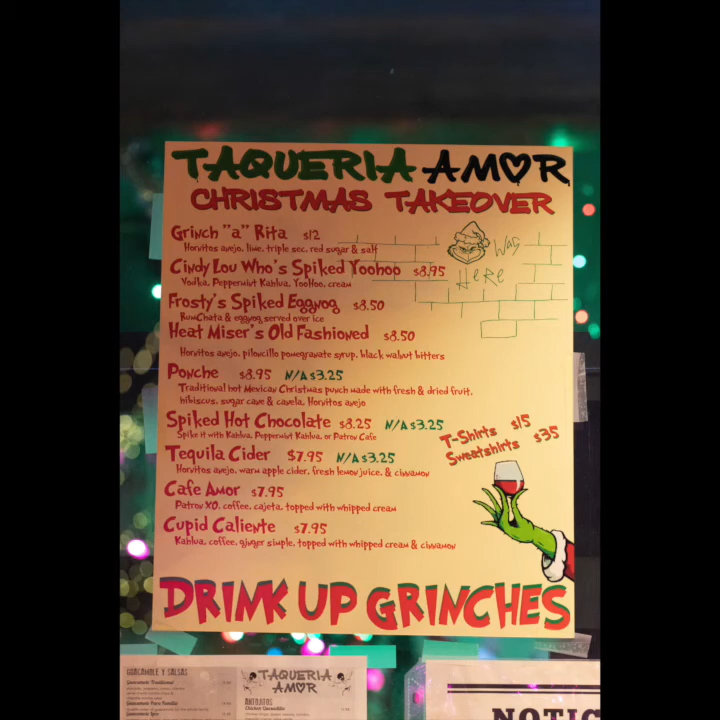 TAQUERIA AMOR
CHRISTMAS TAKEOVER
Grinch "a" Rita $12
Hornitos anejo, lime, triple sec, red sugar & salt
Cindy Lou Who's Spiked Yoohoo $8.95
Vodka, Peppermint Kahlua, YooHoo, cream
WAS
HERE
Frosty's Spiked Eggnog $8.50
RumChata & eggnog served over ice
Heat Miser's Old Fashioned $8.50
Hornitos anejo, piloncillo pomegranate syrup, black walnut bitters
Ponche $8.95 N/A $3.25
Traditional hot Mexican Christmas punch made with fresh & dried fruit,
hibiscus, sugar cane & canela, Hornitos anejo
Spiked Hot Chocolate $8.25 N/A $3.25
Spike it with Kahlua, Peppermint Kahlua, or Patron Cafe
T-Shirts $15
Sweatshirts $35
Tequila Cider $7.95 N/A $3.25
Hornitos anejo, warm apple cider, fresh lemon juice, & cinnamon
Cafe Amor $7.95
Patron XO, coffee, cajeta, topped with whipped cream
Cupid Caliente $7.95
Kahlua, coffee, ginger simple, topped with whipped cream & cinnamon
DRINK UP GRINCHES
GUACAMOLE Y SALSAS
Guacamole Traditional
TAQUERIA
AMOR
ANTOJITOS
Chicken Quesadilla
NOTIC